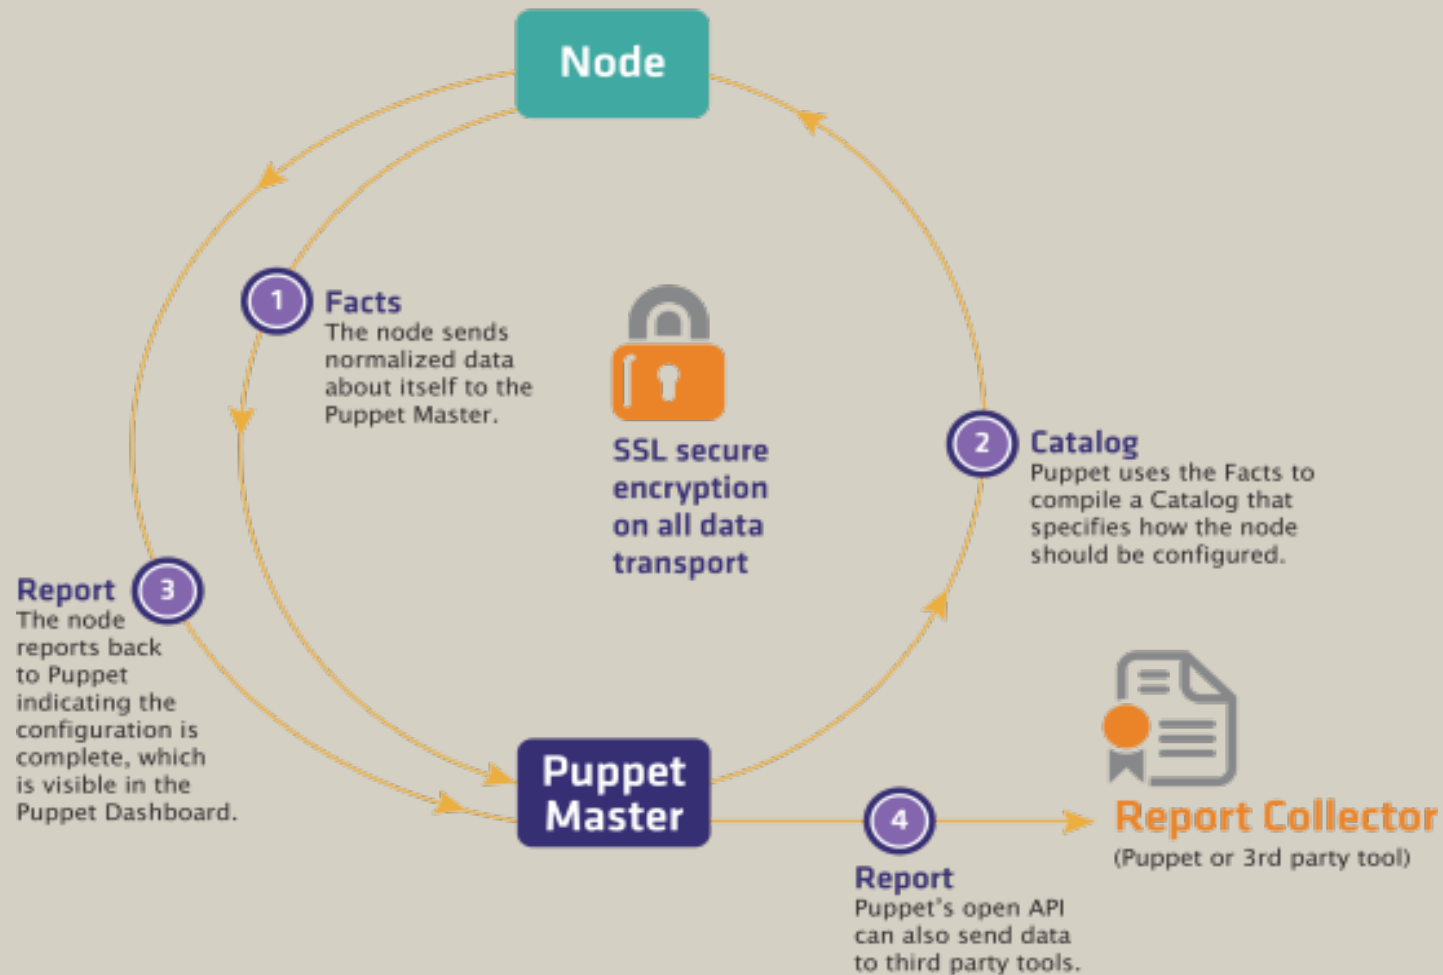 Node
1
Facts
The node sends
normalized data
about itself to the
Puppet Master.
SSL secure
encryption
on all data
transport
2
Catalog
Puppet uses the Facts to
compile a Catalog that
specifies how the node
should be configured.
3
Report
The node
reports back
to Puppet
indicating the
configuration is
complete, which
is visible in the
Puppet Dashboard.
Puppet
Master
4
Report
Puppet's open API
can also send data
to third party tools.
Report Collector
(Puppet or 3rd party tool)